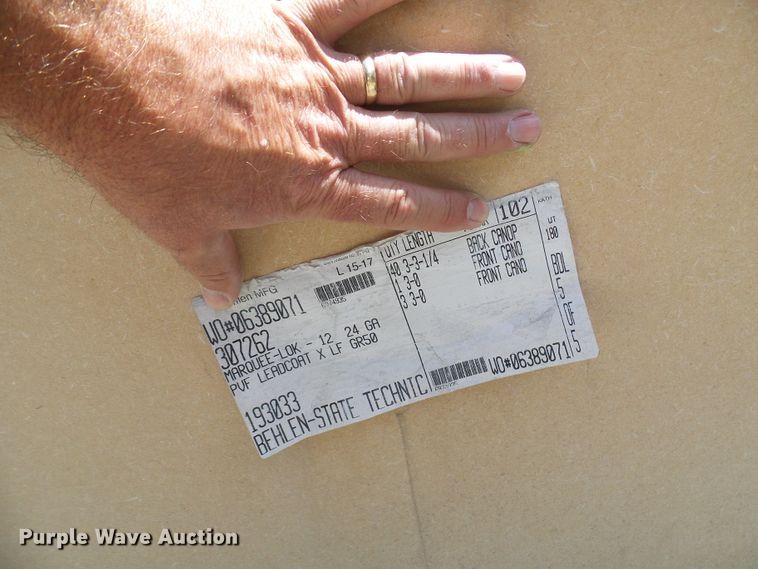 MFG
L 15-17
WO#06389071
307262
MARQUEE-LOK - 12 24 GA
PVF LEADCOAT X LF GR50
193033
BEHLEN-STATE TECHNIC
QTY LENGTH 102
40 3-3-1/4 BACK CANOP
1 3-0 FRONT CANO
3 3-0 FRONT CANO
WO#06389071
WT
180
BDL
5
OF
5
Purple Wave Auction